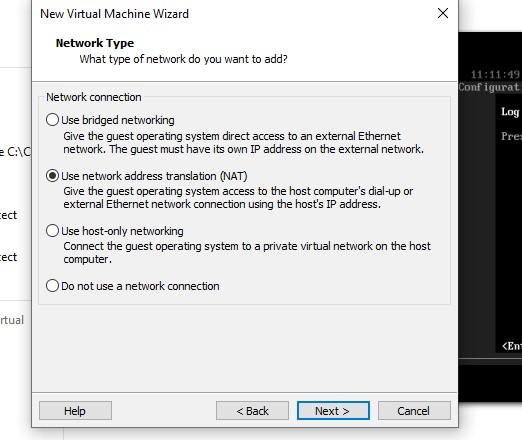 New Virtual Machine Wizard
Network Type
What type of network do you want to add?
11:11:49
Configurat
Network connection
Log
Use bridged networking
Give the guest operating system direct access to an external Ethernet
Pres
network. The guest must have its own IP address on the external network.
e C:\C
Use network address translation (NAT)
Give the guest operating system access to the host computer's dial-up or
external Ethernet network connection using the host's IP address.
ect
Use host-only networking
Connect the guest operating system to a private virtual network on the host
computer.
ect
Do not use a network connection
rtual
<En
Help
< Back
Next >
Cancel